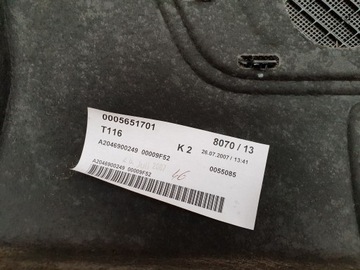 0005651701
T116
A2046900249 00009F52
K 2
8070 / 13
26.07.2007 / 13:41
0055085
A2046900249 00009F52